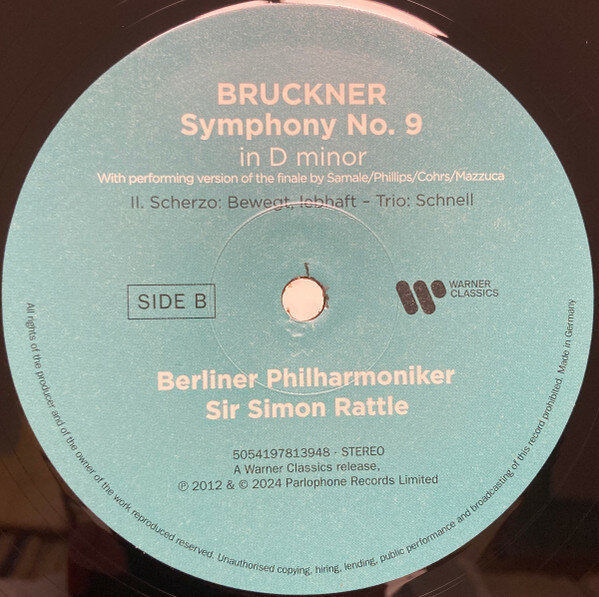 BRUCKNER
Symphony No. 9
in D minor
With performing version of the finale by Samale/Phillips/Cohrs/Mazzuca
II. Scherzo: Bewegt, lebhaft – Trio: Schnell
SIDE B
WARNER
CLASSICS
Berliner Philharmoniker
Sir Simon Rattle
5054197813948 · STEREO
A Warner Classics release,
℗ 2012 & © 2024 Parlophone Records Limited
All rights of the producer and of the owner of the work reproduced reserved. Unauthorised copying, hiring, lending, public performance and broadcasting of this record prohibited. Made in Germany